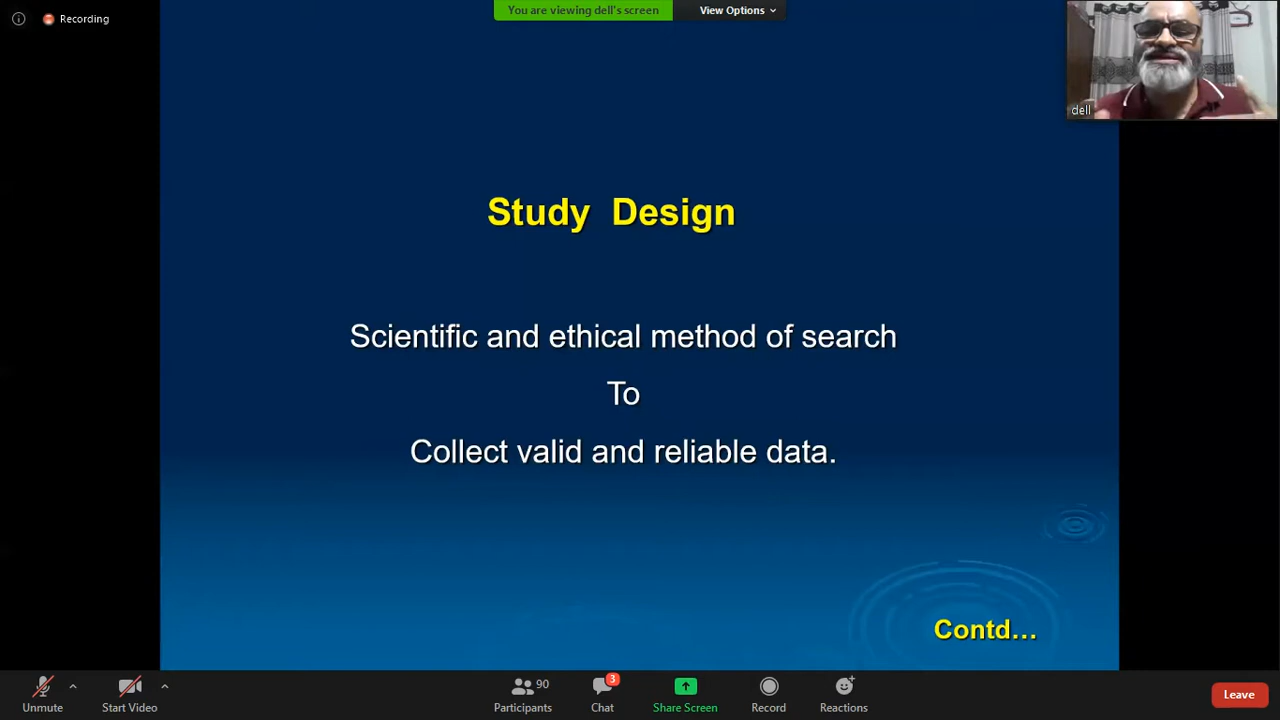 Recording
You are viewing dell's screen
View Options
dell
Study Design
Scientific and ethical method of search
To
Collect valid and reliable data.
Contd...
Unmute
Start Video
90
Participants
3
Chat
Share Screen
Record
Reactions
Leave